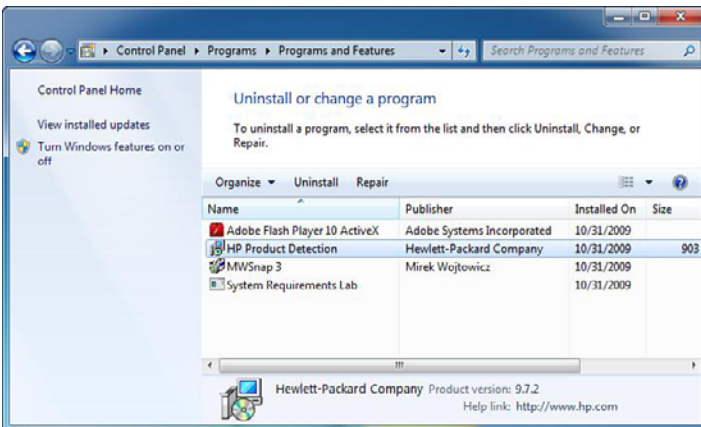 Control Panel ▸ Programs ▸ Programs and Features
Search Programs and Features
Control Panel Home
View installed updates
Turn Windows features on or
off
Uninstall or change a program
To uninstall a program, select it from the list and then click Uninstall, Change, or
Repair.
Organize Uninstall Repair
Name Publisher Installed On Size
Adobe Flash Player 10 ActiveX Adobe Systems Incorporated 10/31/2009
HP Product Detection Hewlett-Packard Company 10/31/2009 903
MWSnap 3 Mirek Wojtowicz 10/31/2009
System Requirements Lab 10/31/2009
Hewlett-Packard Company Product version: 9.7.2
Help link: http://www.hp.com